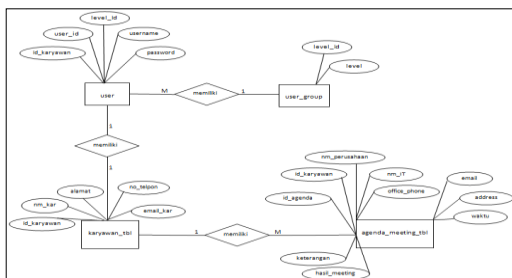 level_id
user_id
username
id_karyawan
password
level_id
level
user
M
memiliki
1
user_group
1
memiliki
1
nm_perusahaan
id_karyawan
nm_IT
email
alamat
no_telpon
id_agenda
office_phone
address
nm_kar
email_kar
waktu
id_karyawan
karyawan_tbl
1
memiliki
M
agenda_meeting_tbl
keterangan
hasil_meeting